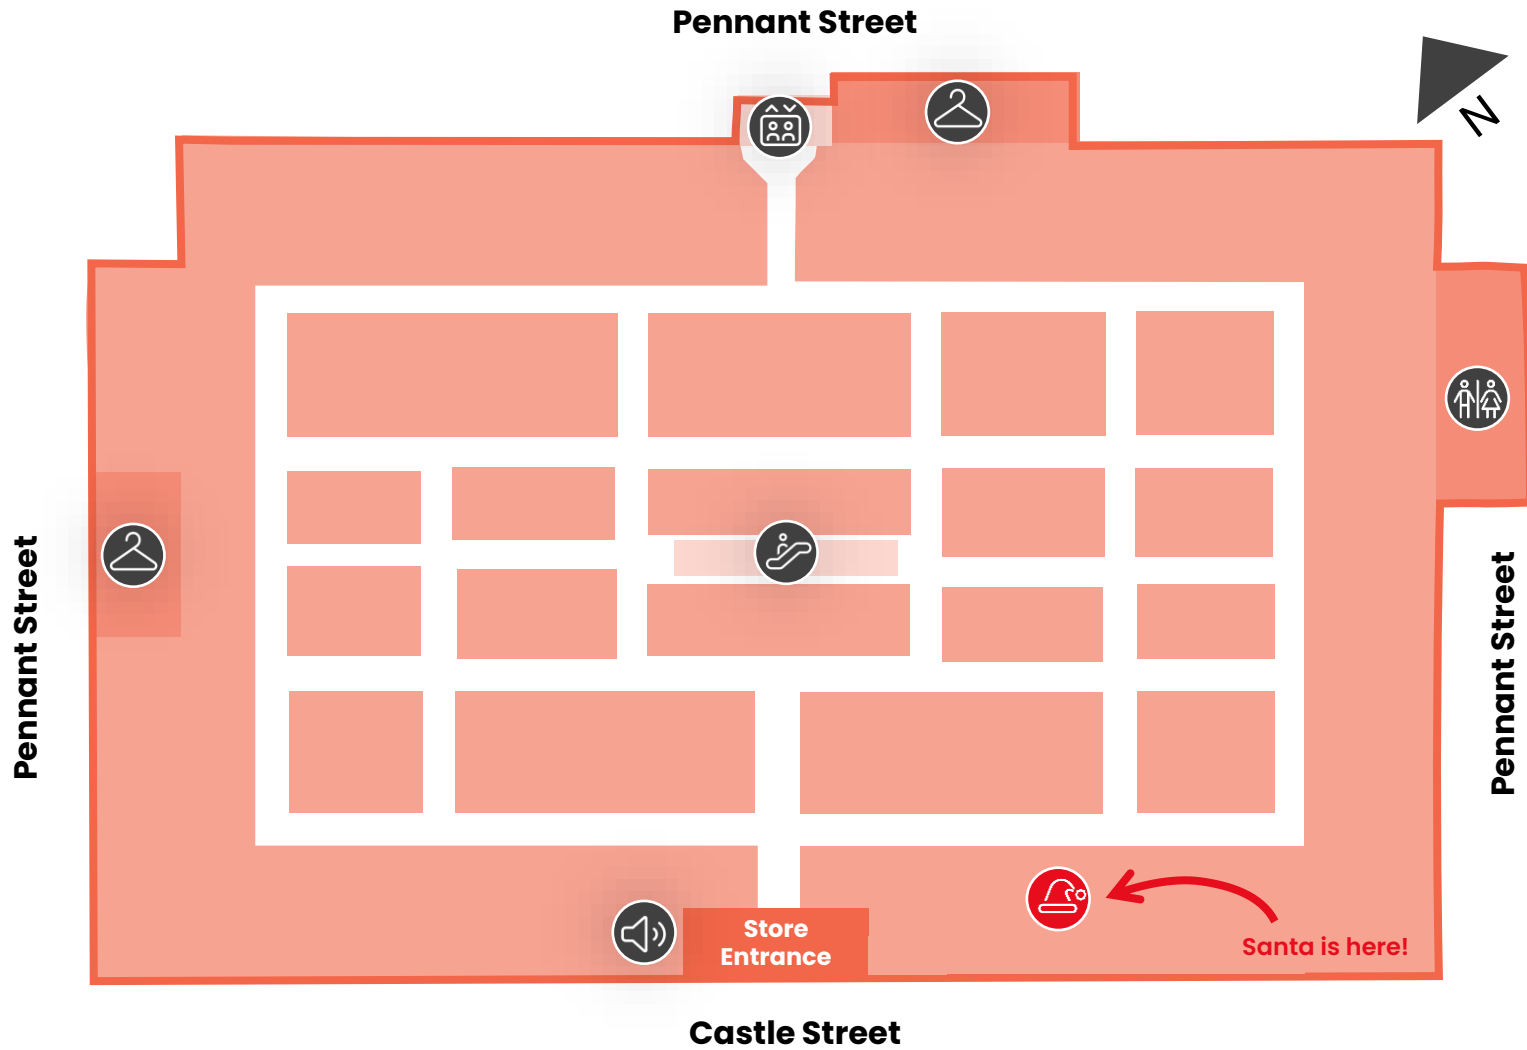 Pennant Street
N
Pennant Street
Pennant Street
Store
Entrance
Santa is here!
Castle Street